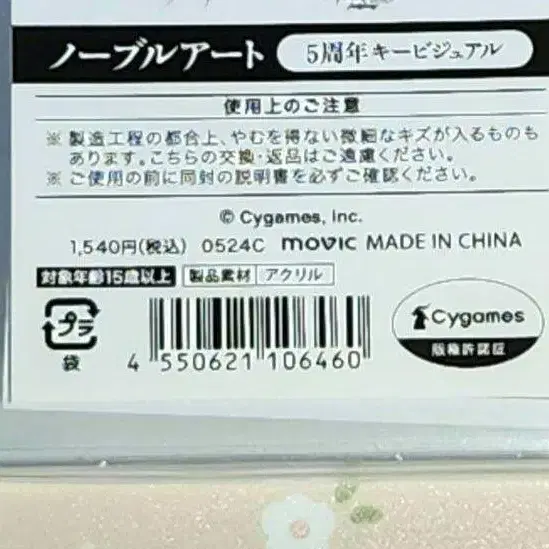 ノーブルアート 5周年キービジュアル
使用上のご注意
※ 製造工程の都合上、やむを得ない微細なキズが入るものも
あります。こちらの交換・返品はご遠慮ください。
※ ご使用の前に同封の説明書を必ずご確認ください。
© Cygames, Inc.
1,540円(税込) 0524C movic MADE IN CHINA
対象年齢15歳以上 製品素材 アクリル
プラ
袋
4 550621 106460
Cygames
版権許諾証